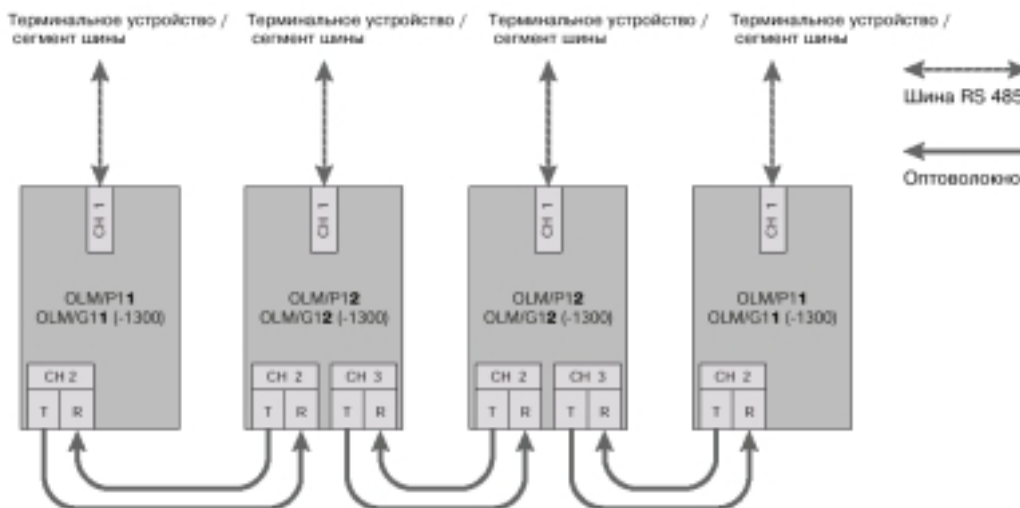 Терминальное устройство /
сегмент шины
Терминальное устройство /
сегмент шины
Терминальное устройство /
сегмент шины
Терминальное устройство /
сегмент шины
Шина RS 485
Оптоволокно
CH 1
CH 1
CH 1
CH 1
OLM/P11
OLM/G11 (-1300)
OLM/P12
OLM/G12 (-1300)
OLM/P12
OLM/G12 (-1300)
OLM/P11
OLM/G11 (-1300)
CH 2
CH 2
CH 3
CH 2
CH 3
CH 2
T R
T R
T R
T R
T R
T R